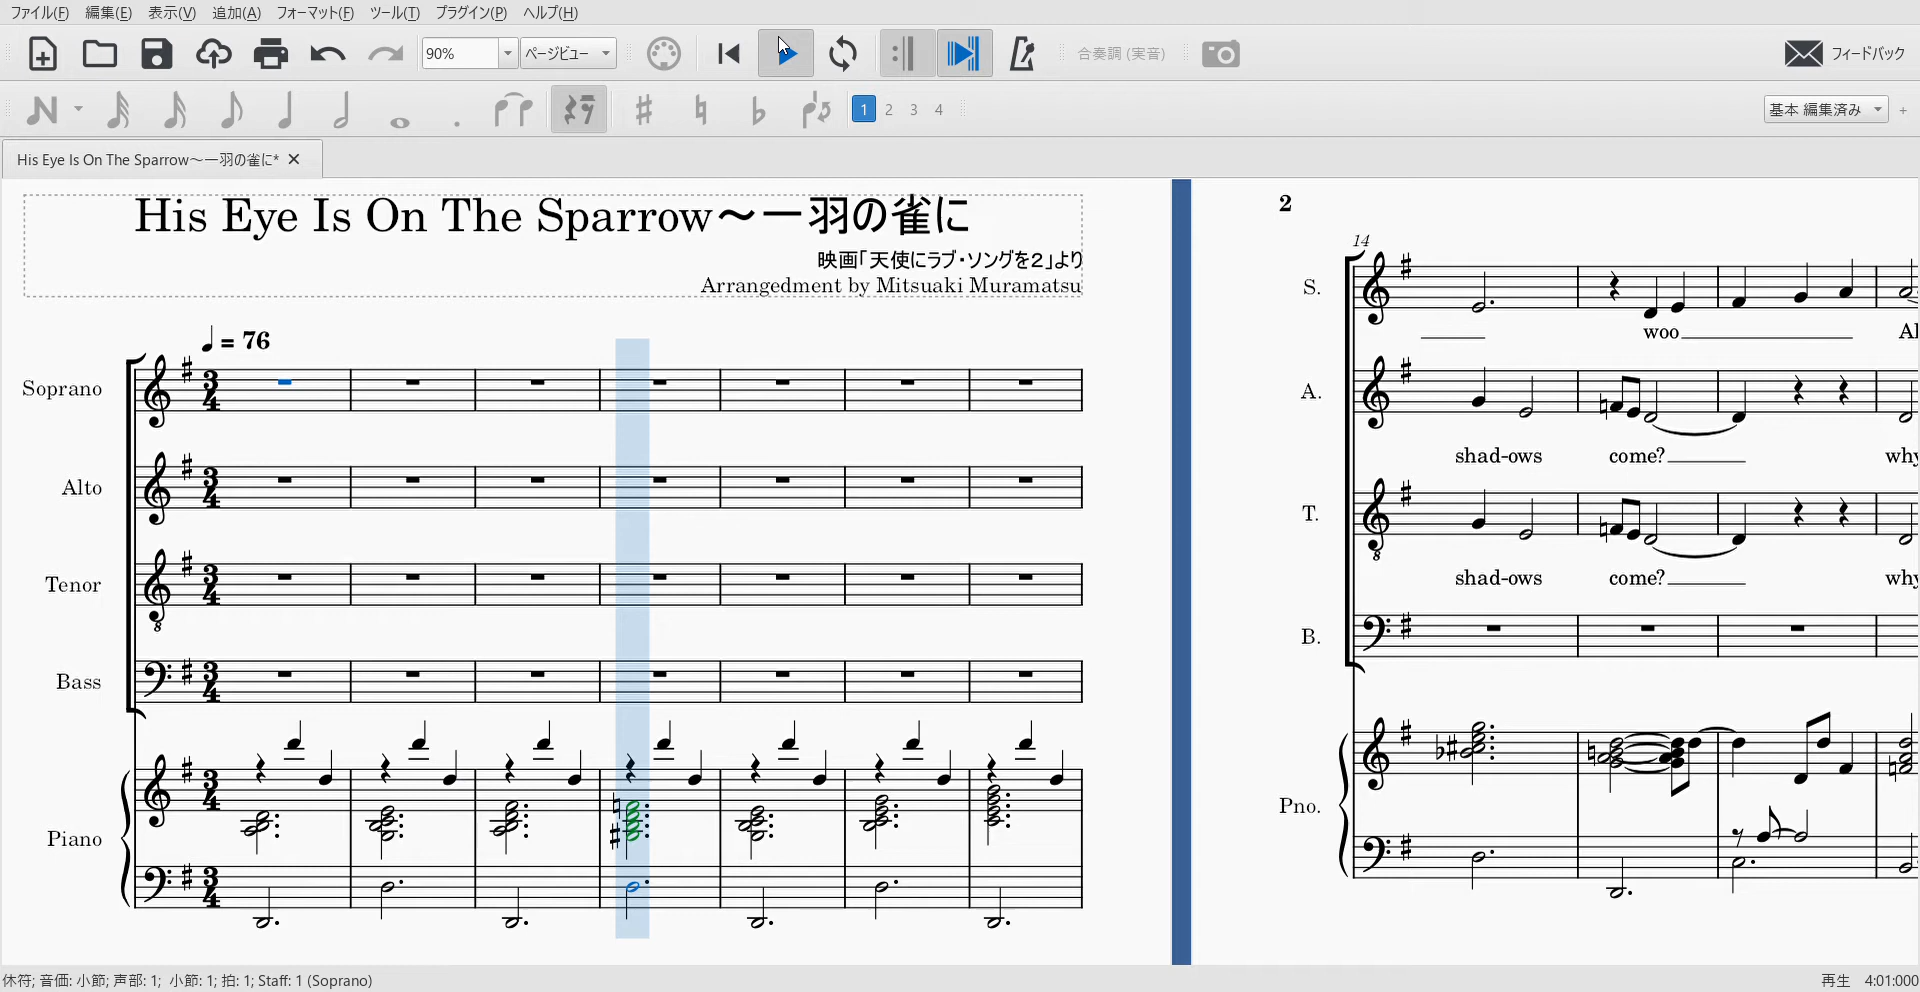 ファイル(F) 編集(E) 表示(V) 追加(A) フォーマット(F) ツール(T) プラグイン(P) ヘルプ(H)
90% ページビュー 合奏調 (実音) フィードバック
1 2 3 4 基本 編集済み +
His Eye Is On The Sparrow～一羽の雀に* ✕
His Eye Is On The Sparrow～一羽の雀に
映画「天使にラブ・ソングを２」より
Arrangedment by Mitsuaki Muramatsu
= 76
Soprano
Alto
Tenor
Bass
Piano
2
14
S.
woo
A.
shad-ows come? why
T.
shad-ows come? why
B.
Pno.
休符; 音価: 小節; 声部: 1; 小節: 1; 拍: 1; Staff: 1 (Soprano) 再生 4:01:000